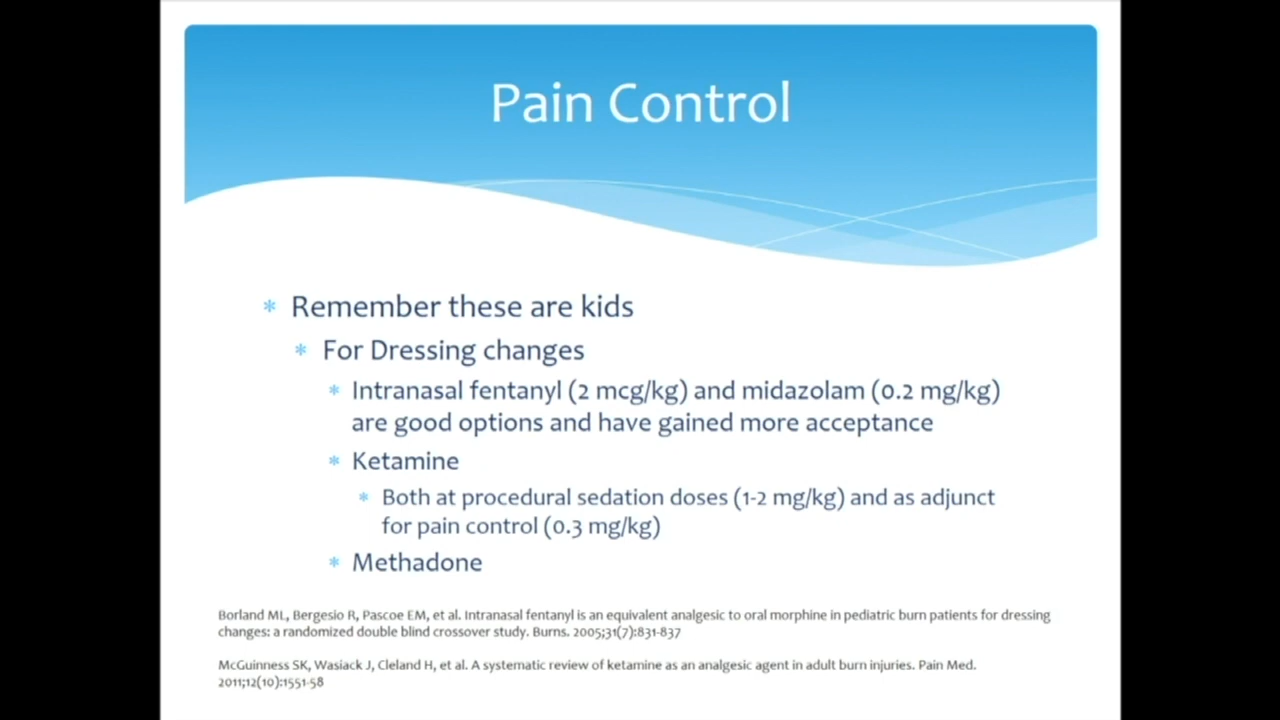 Pain Control
* Remember these are kids
* For Dressing changes
* Intranasal fentanyl (2 mcg/kg) and midazolam (0.2 mg/kg)
are good options and have gained more acceptance
* Ketamine
* Both at procedural sedation doses (1-2 mg/kg) and as adjunct
for pain control (0.3 mg/kg)
* Methadone
Borland ML, Bergesio R, Pascoe EM, et al. Intranasal fentanyl is an equivalent analgesic to oral morphine in pediatric burn patients for dressing
changes: a randomized double blind crossover study. Burns. 2005;31(7):831-837
McGuinness SK, Wasiack J, Cleland H, et al. A systematic review of ketamine as an analgesic agent in adult burn injuries. Pain Med.
2011;12(10):1551-58